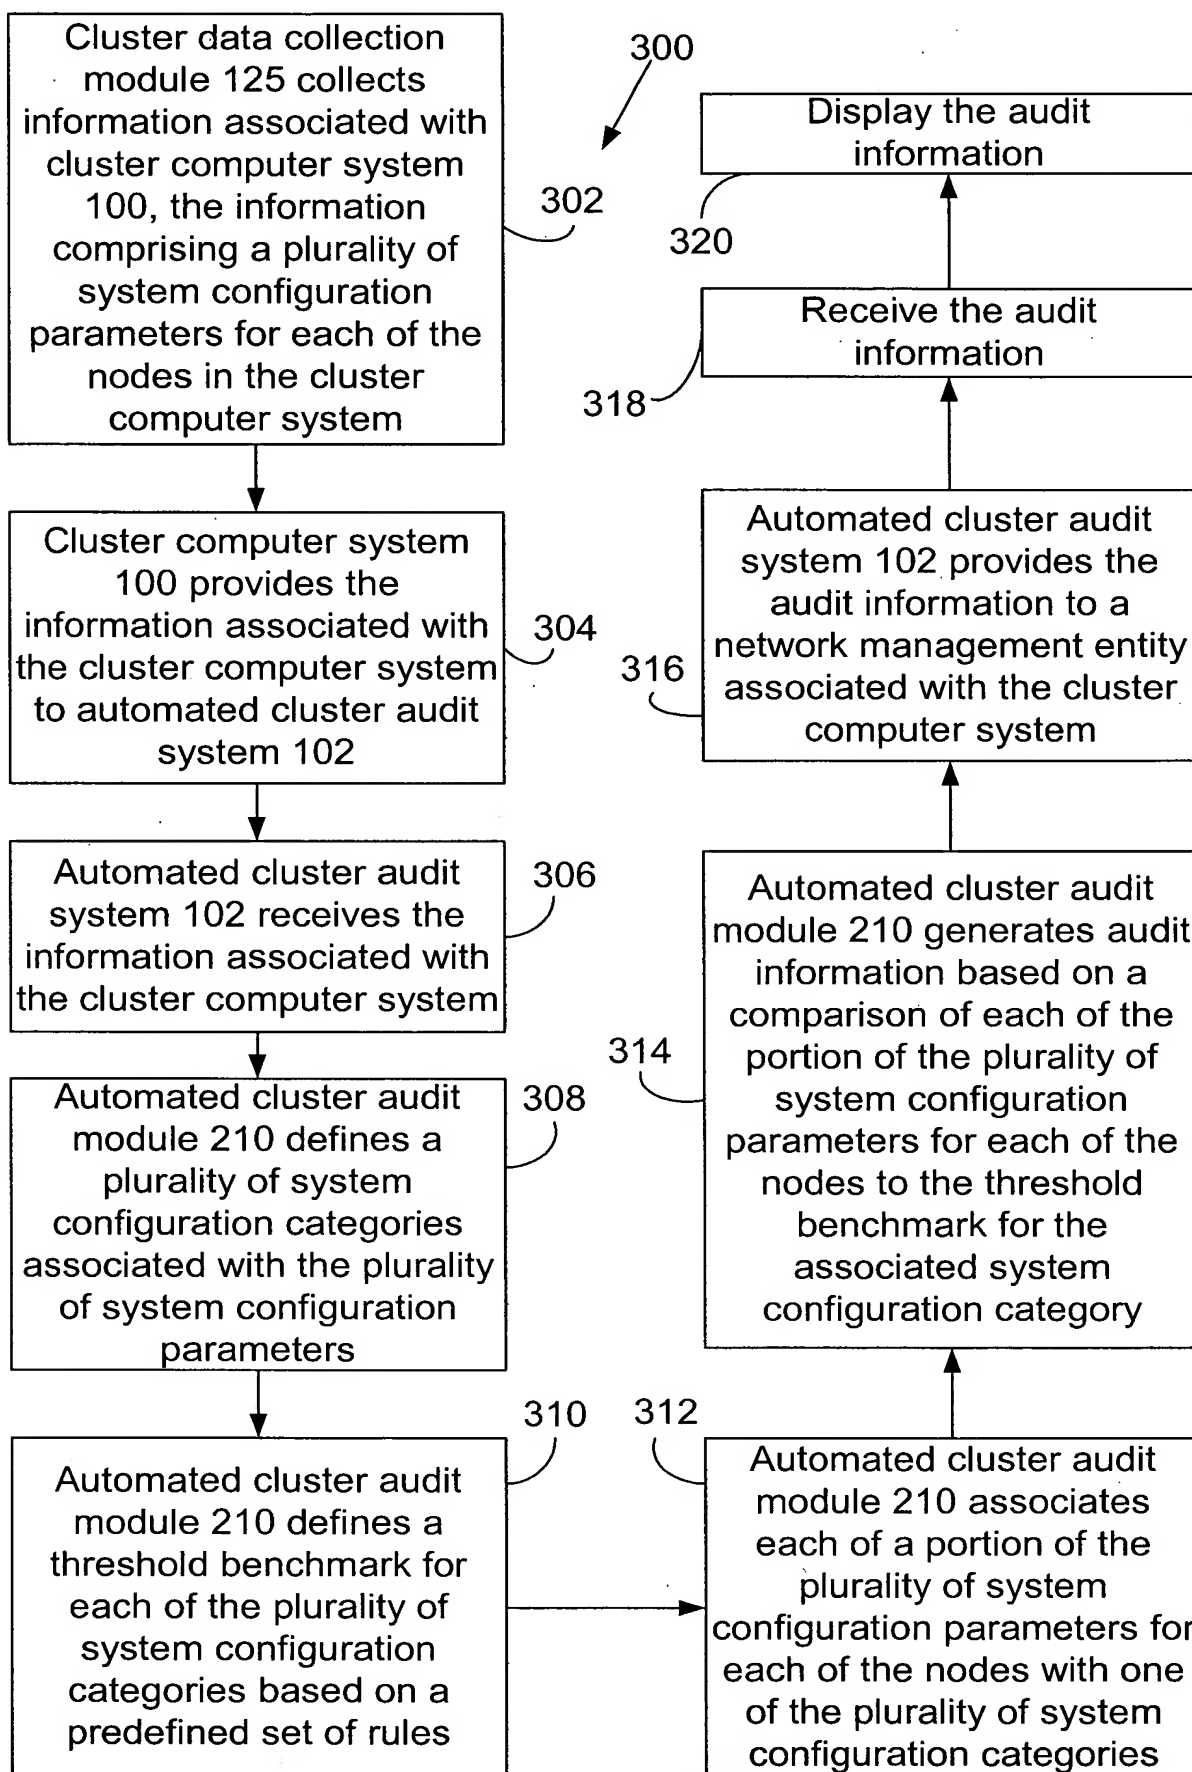 Cluster data collection
module 125 collects
information associated with
cluster computer system
100, the information
comprising a plurality of
system configuration
parameters for each of the
nodes in the cluster
computer system
302
Cluster computer system
100 provides the
information associated with
the cluster computer system
to automated cluster audit
system 102
304
Automated cluster audit
system 102 receives the
information associated with
the cluster computer system
306
Automated cluster audit
module 210 defines a
plurality of system
configuration categories
associated with the plurality
of system configuration
parameters
308
Automated cluster audit
module 210 defines a
threshold benchmark for
each of the plurality of
system configuration
categories based on a
predefined set of rules
310
312
Automated cluster audit
module 210 associates
each of a portion of the
plurality of system
configuration parameters for
each of the nodes with one
of the plurality of system
configuration categories
314
Automated cluster audit
module 210 generates audit
information based on a
comparison of each of the
portion of the plurality of
system configuration
parameters for each of the
nodes to the threshold
benchmark for the
associated system
configuration category
316
Automated cluster audit
system 102 provides the
audit information to a
network management entity
associated with the cluster
computer system
318
Receive the audit
information
320
Display the audit
information
300